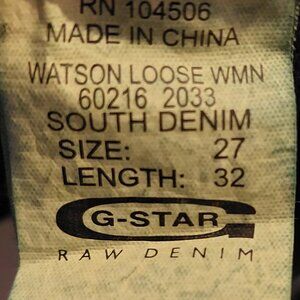 RN 104506
MADE IN CHINA
WATSON LOOSE WMN
60216 2033
SOUTH DENIM
SIZE: 27
LENGTH: 32
G-STAR
RAW DENIM